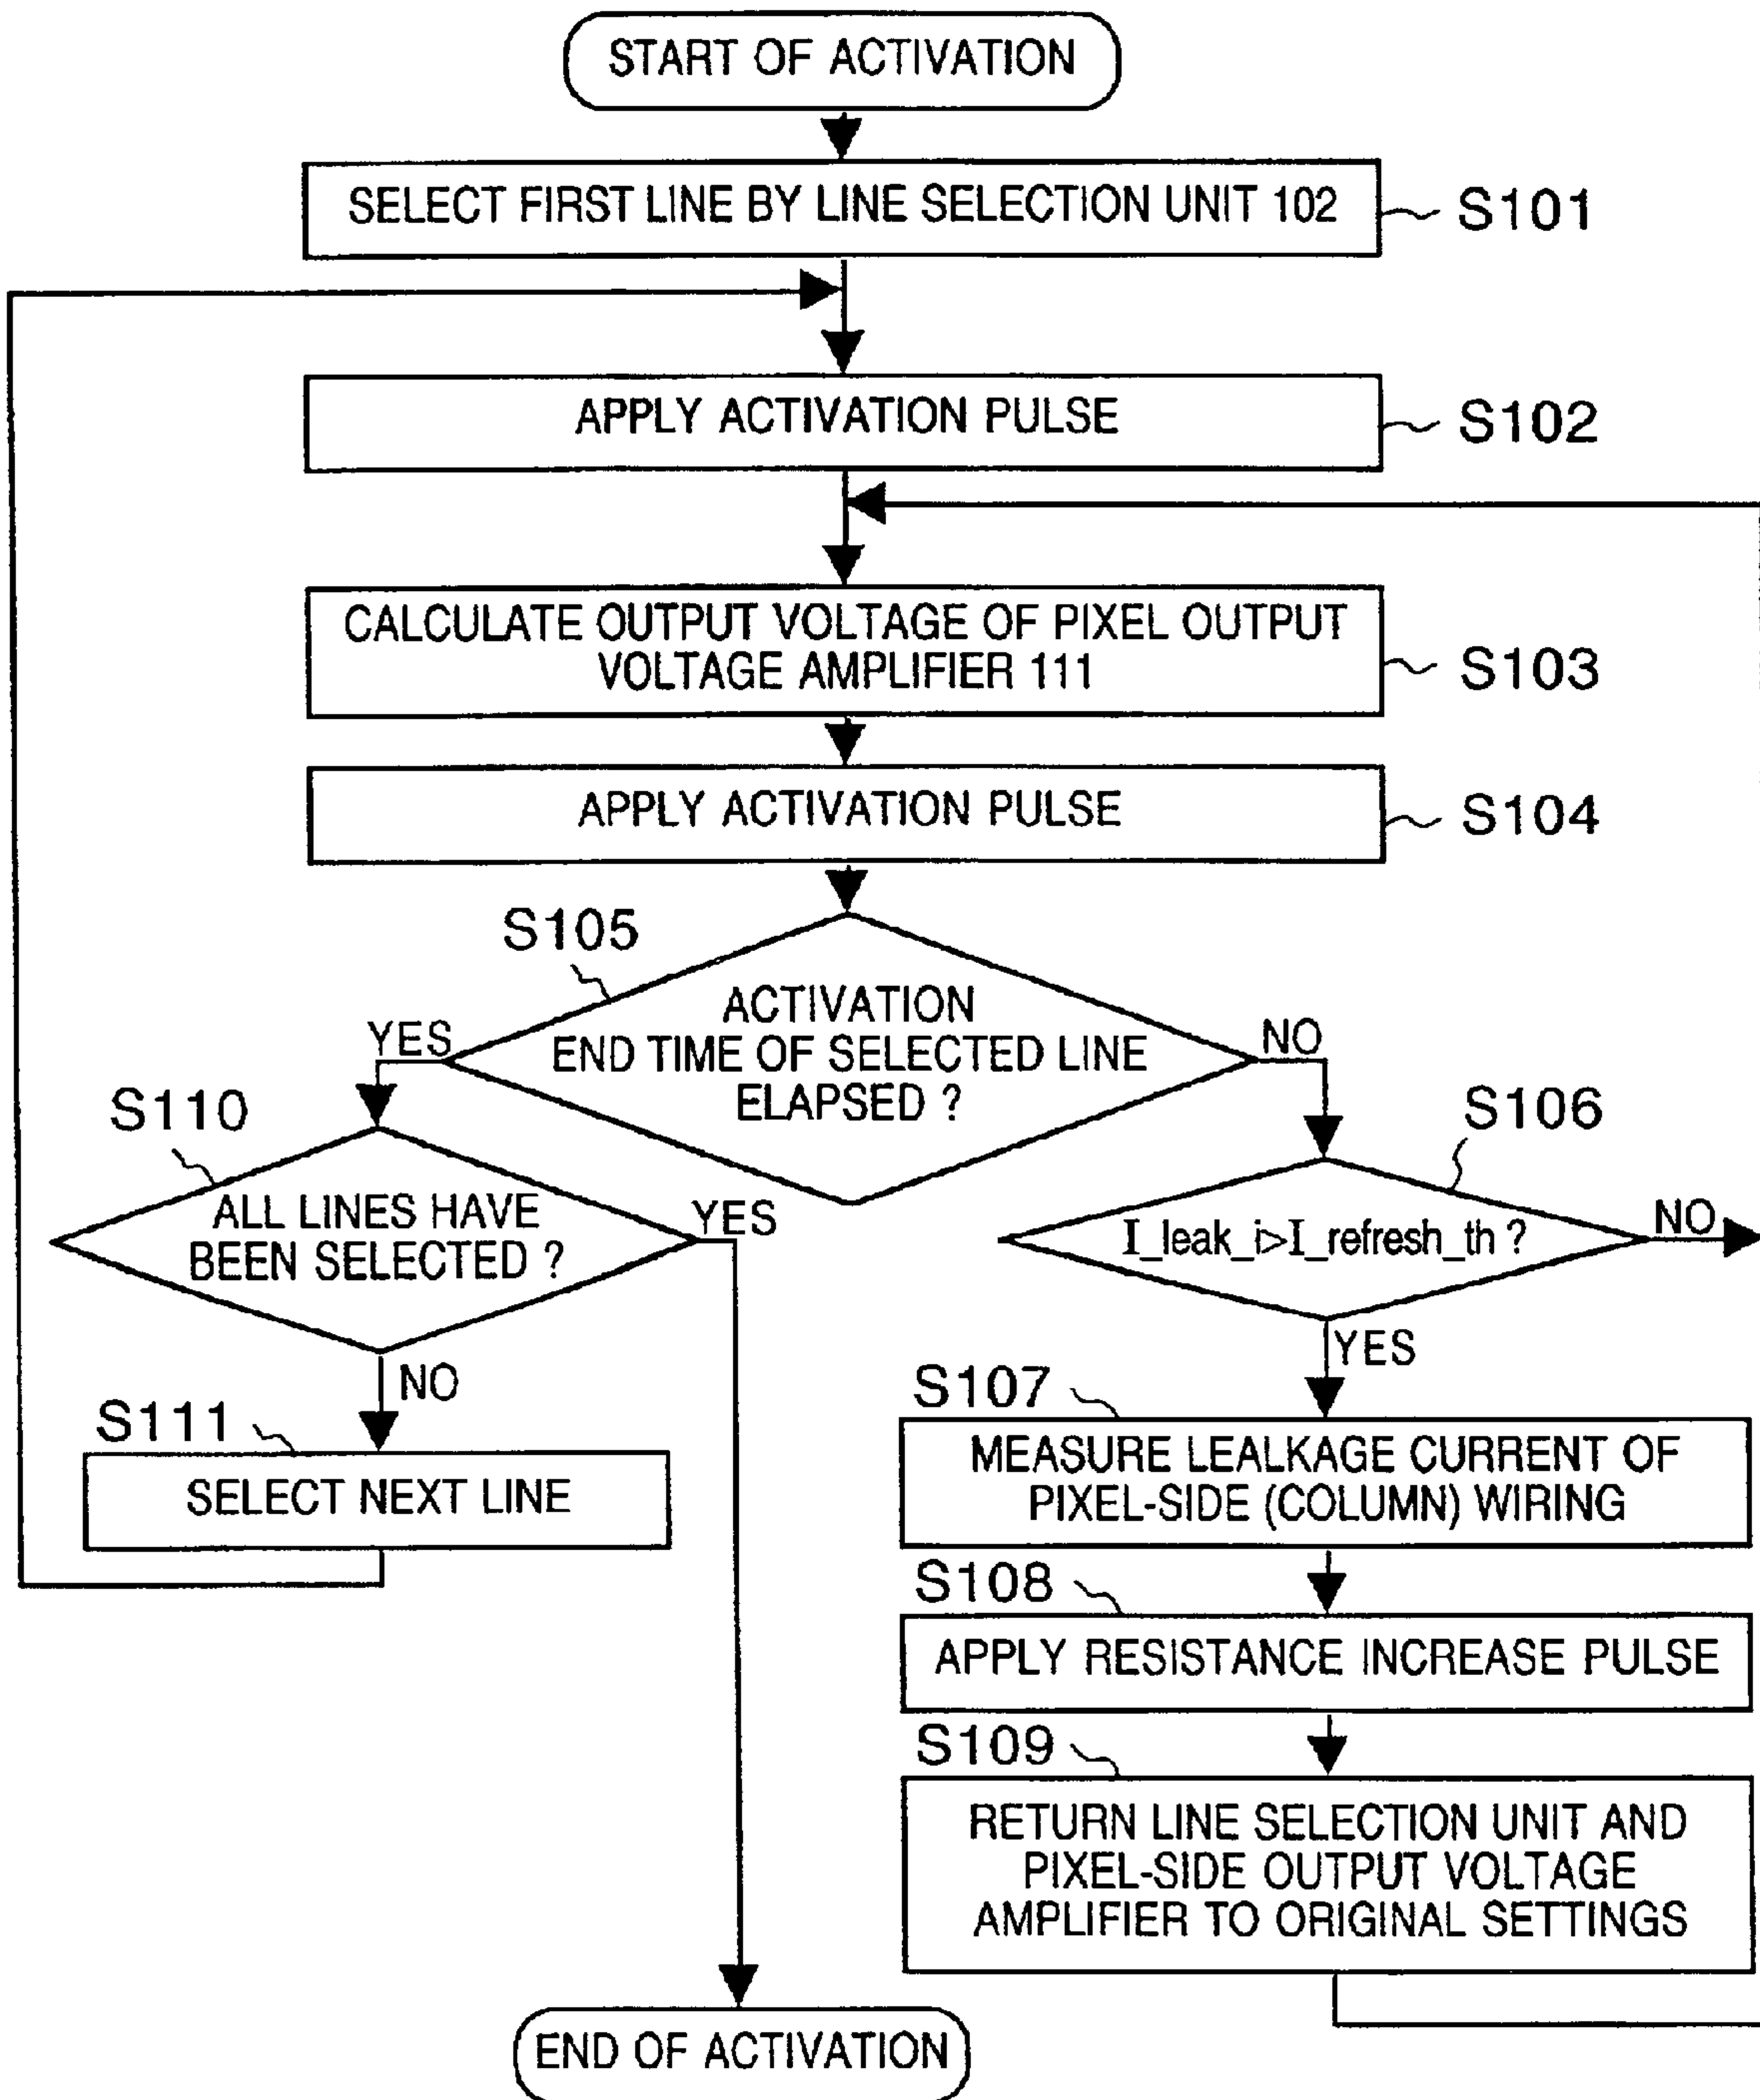 START OF ACTIVATION
SELECT FIRST LINE BY LINE SELECTION UNIT 102
S101
APPLY ACTIVATION PULSE
S102
CALCULATE OUTPUT VOLTAGE OF PIXEL OUTPUT
VOLTAGE AMPLIFIER 111
S103
APPLY ACTIVATION PULSE
S104
S105
ACTIVATION
END TIME OF SELECTED LINE
ELAPSED ?
YES
NO
S110
ALL LINES HAVE
BEEN SELECTED ?
YES
NO
S111
SELECT NEXT LINE
S106
I_leak_i>I_refresh_th ?
NO
YES
S107
MEASURE LEALKAGE CURRENT OF
PIXEL-SIDE (COLUMN) WIRING
S108
APPLY RESISTANCE INCREASE PULSE
S109
RETURN LINE SELECTION UNIT AND
PIXEL-SIDE OUTPUT VOLTAGE
AMPLIFIER TO ORIGINAL SETTINGS
END OF ACTIVATION